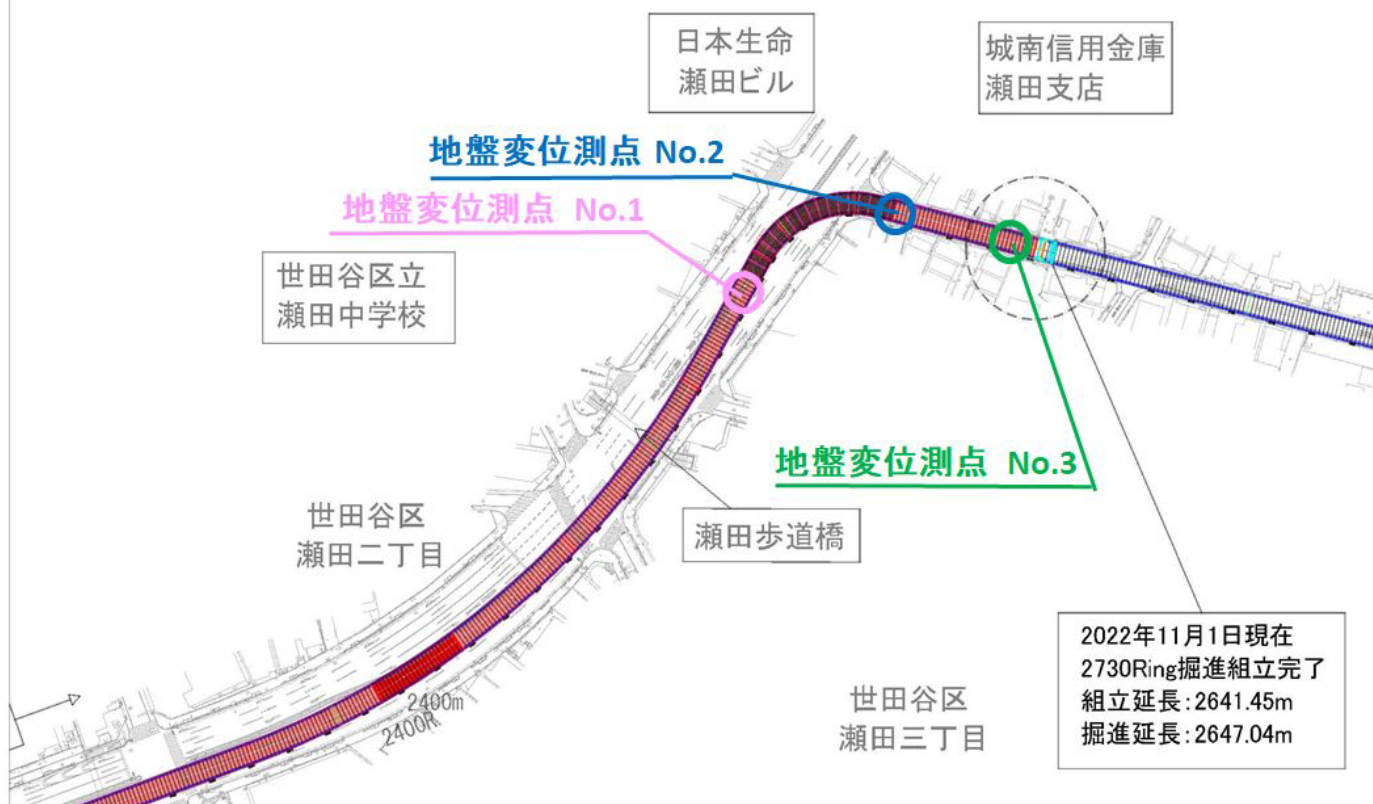 日本生命
瀬田ビル
城南信用金庫
瀬田支店
地盤変位測点 No.2
地盤変位測点 No.1
世田谷区立
瀬田中学校
地盤変位測点 No.3
世田谷区
瀬田二丁目
瀬田歩道橋
2022年11月1日現在
2730Ring掘進組立完了
組立延長:2641.45m
掘進延長:2647.04m
世田谷区
瀬田三丁目
2400m
2400R